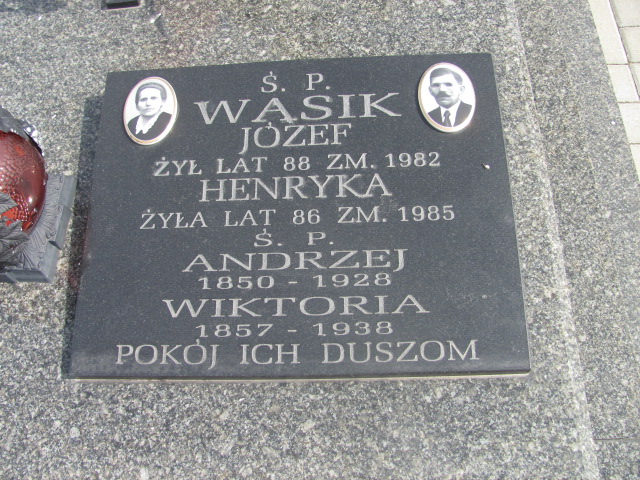 Ś. P.
WĄSIK
JÓZEF
ŻYŁ LAT 88 ZM. 1982
HENRYKA
ŻYŁA LAT 86 ZM. 1985
Ś. P.
ANDRZEJ
1850 - 1928
WIKTORIA
1857 - 1938
POKÓJ ICH DUSZOM